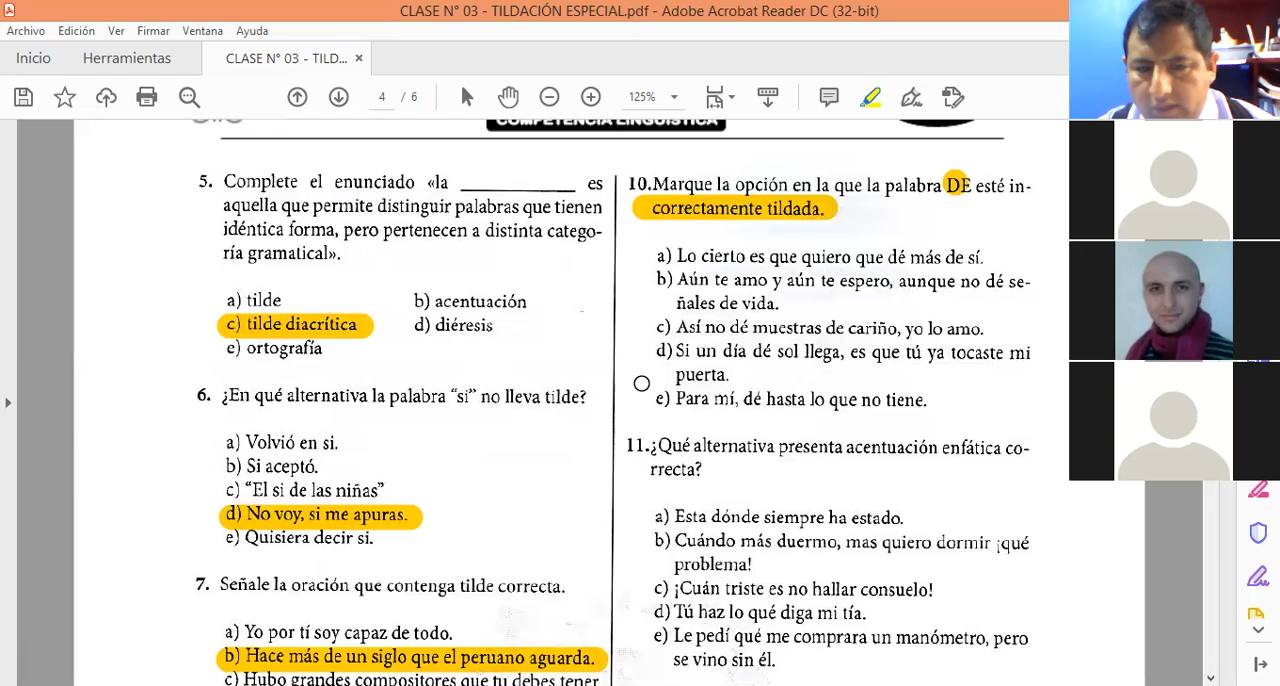 CLASE N° 03 - TILDACIÓN ESPECIAL.pdf - Adobe Acrobat Reader DC (32-bit)
Archivo Edición Ver Firmar Ventana Ayuda
Inicio Herramientas CLASE N° 03 - TILD... ×
4 / 6 125%
COMPETENCIA LINGÜÍSTICA
5. Complete el enunciado «la __________ es
aquella que permite distinguir palabras que tienen
idéntica forma, pero pertenecen a distinta catego-
ría gramatical».
a) tilde b) acentuación
c) tilde diacrítica d) diéresis
e) ortografía
6. ¿En qué alternativa la palabra “si” no lleva tilde?
a) Volvió en si.
b) Si aceptó.
c) “El si de las niñas”
d) No voy, si me apuras.
e) Quisiera decir si.
7. Señale la oración que contenga tilde correcta.
a) Yo por tí soy capaz de todo.
b) Hace más de un siglo que el peruano aguarda.
c) Hubo grandes compositores que tu debes tener
10.Marque la opción en la que la palabra DE esté in-
correctamente tildada.
a) Lo cierto es que quiero que dé más de sí.
b) Aún te amo y aún te espero, aunque no dé se-
ñales de vida.
c) Así no dé muestras de cariño, yo lo amo.
d) Si un día dé sol llega, es que tú ya tocaste mi
puerta.
e) Para mí, dé hasta lo que no tiene.
11.¿Qué alternativa presenta acentuación enfática co-
rrecta?
a) Esta dónde siempre ha estado.
b) Cuándo más duermo, mas quiero dormir ¡qué
problema!
c) ¡Cuán triste es no hallar consuelo!
d) Tú haz lo qué diga mi tía.
e) Le pedí qué me comprara un manómetro, pero
se vino sin él.